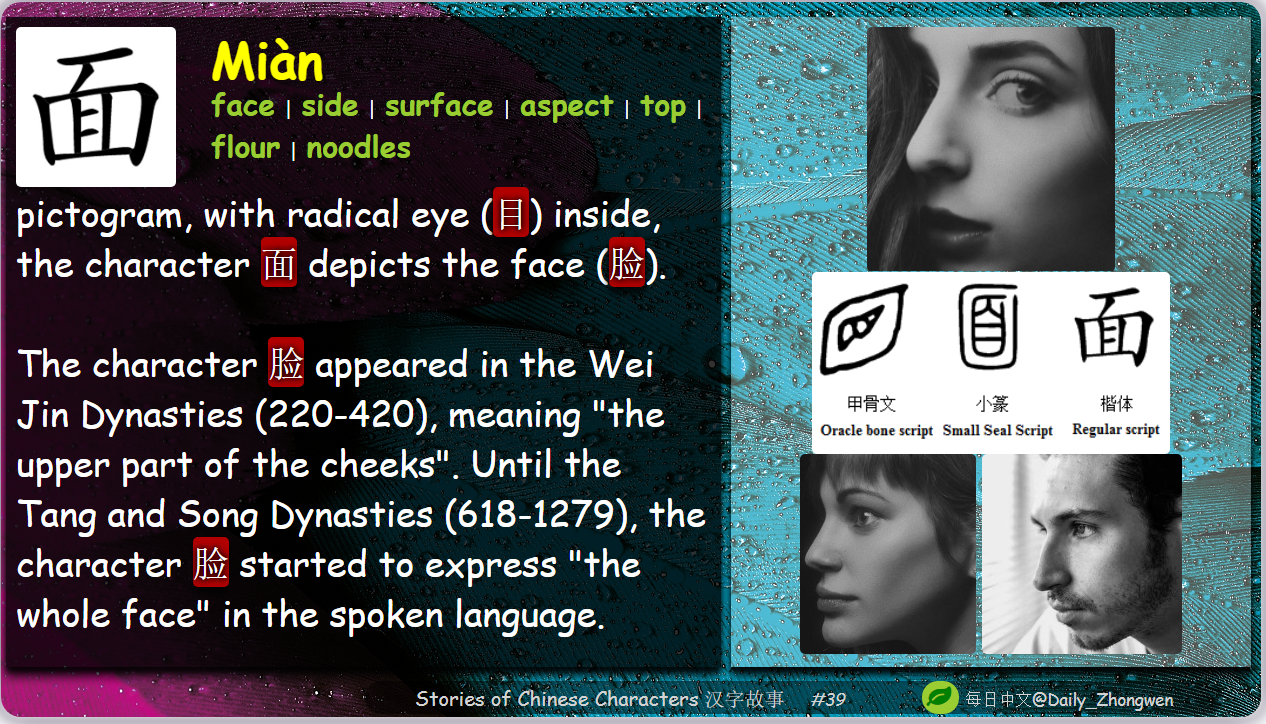 面
Miàn
face | side | surface | aspect | top |
flour | noodles
pictogram, with radical eye (目) inside,
the character 面 depicts the face (脸).
The character 脸 appeared in the Wei
Jin Dynasties (220-420), meaning "the
upper part of the cheeks". Until the
Tang and Song Dynasties (618-1279), the
character 脸 started to express "the
whole face" in the spoken language.
面
甲骨文 小篆 楷体
Oracle bone script Small Seal Script Regular script
Stories of Chinese Characters 汉字故事 #39
每日中文@Daily_Zhongwen